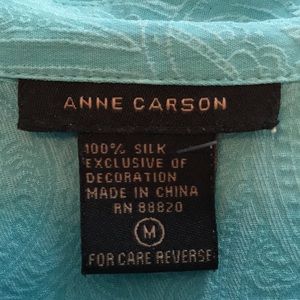 ANNE CARSON
100% SILK
EXCLUSIVE OF
DECORATION
MADE IN CHINA
RN 88820
M
FOR CARE REVERSE